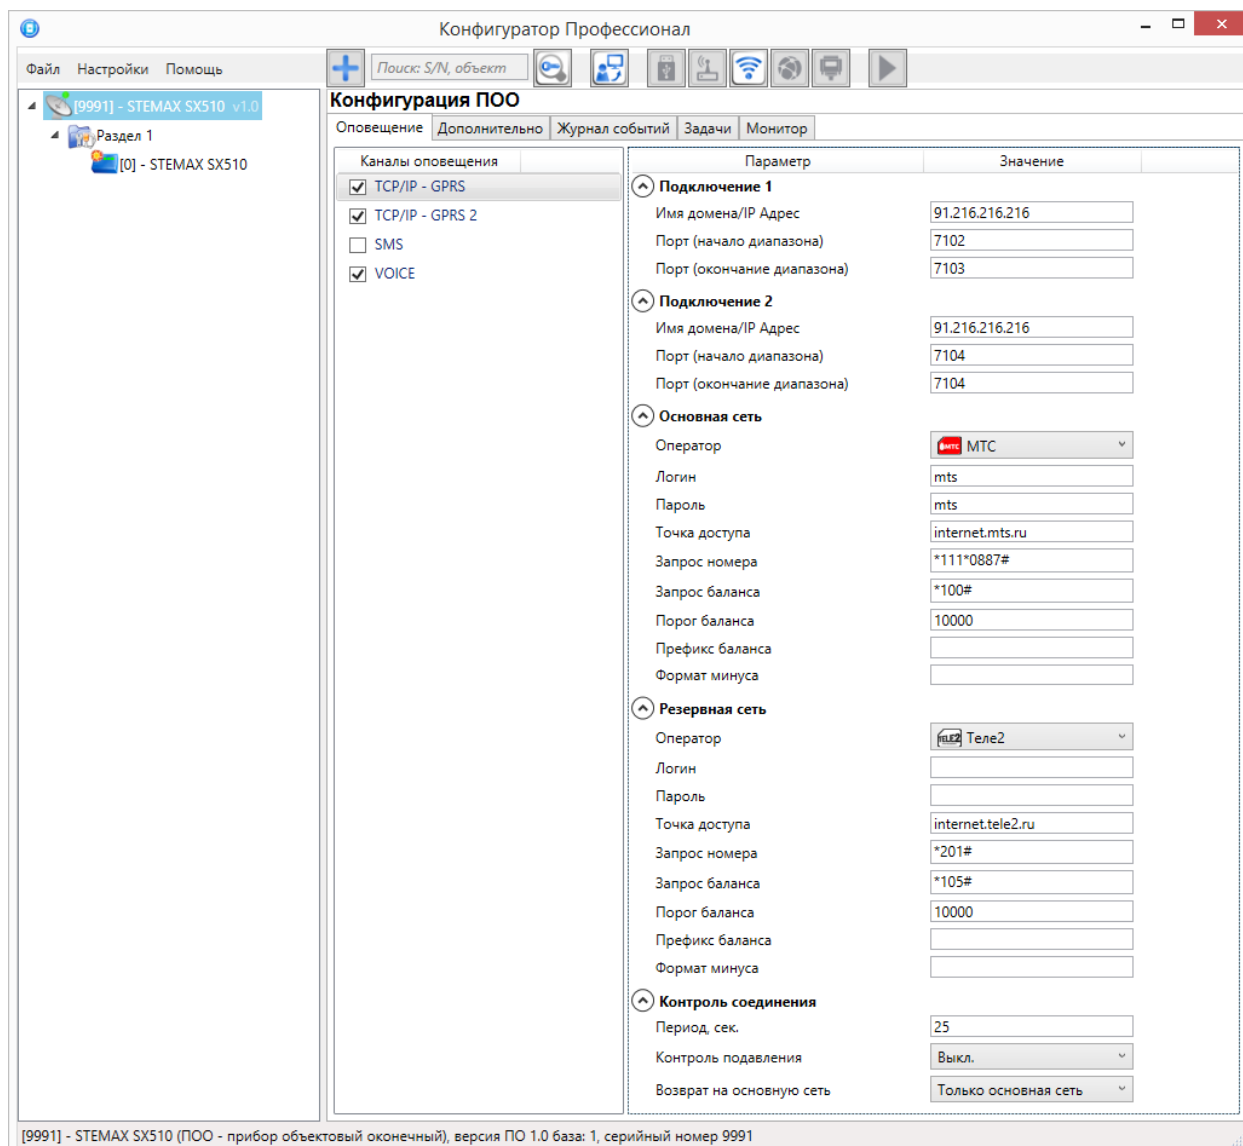 Конфигуратор Профессионал
Файл Настройки Помощь
Поиск: S/N, объект
[9991] - STEMAX SX510 v1.0
Раздел 1
[0] - STEMAX SX510
Конфигурация ПОО
Оповещение Дополнительно Журнал событий Задачи Монитор
Каналы оповещения
TCP/IP - GPRS
TCP/IP - GPRS 2
SMS
VOICE
Параметр Значение
Подключение 1
Имя домена/IP Адрес 91.216.216.216
Порт (начало диапазона) 7102
Порт (окончание диапазона) 7103
Подключение 2
Имя домена/IP Адрес 91.216.216.216
Порт (начало диапазона) 7104
Порт (окончание диапазона) 7104
Основная сеть
Оператор МТС МТС
Логин mts
Пароль mts
Точка доступа internet.mts.ru
Запрос номера *111*0887#
Запрос баланса *100#
Порог баланса 10000
Префикс баланса
Формат минуса
Резервная сеть
Оператор TELE2 Теле2
Логин
Пароль
Точка доступа internet.tele2.ru
Запрос номера *201#
Запрос баланса *105#
Порог баланса 10000
Префикс баланса
Формат минуса
Контроль соединения
Период, сек. 25
Контроль подавления Выкл.
Возврат на основную сеть Только основная сеть
[9991] - STEMAX SX510 (ПОО - прибор объектовый оконечный), версия ПО 1.0 база: 1, серийный номер 9991